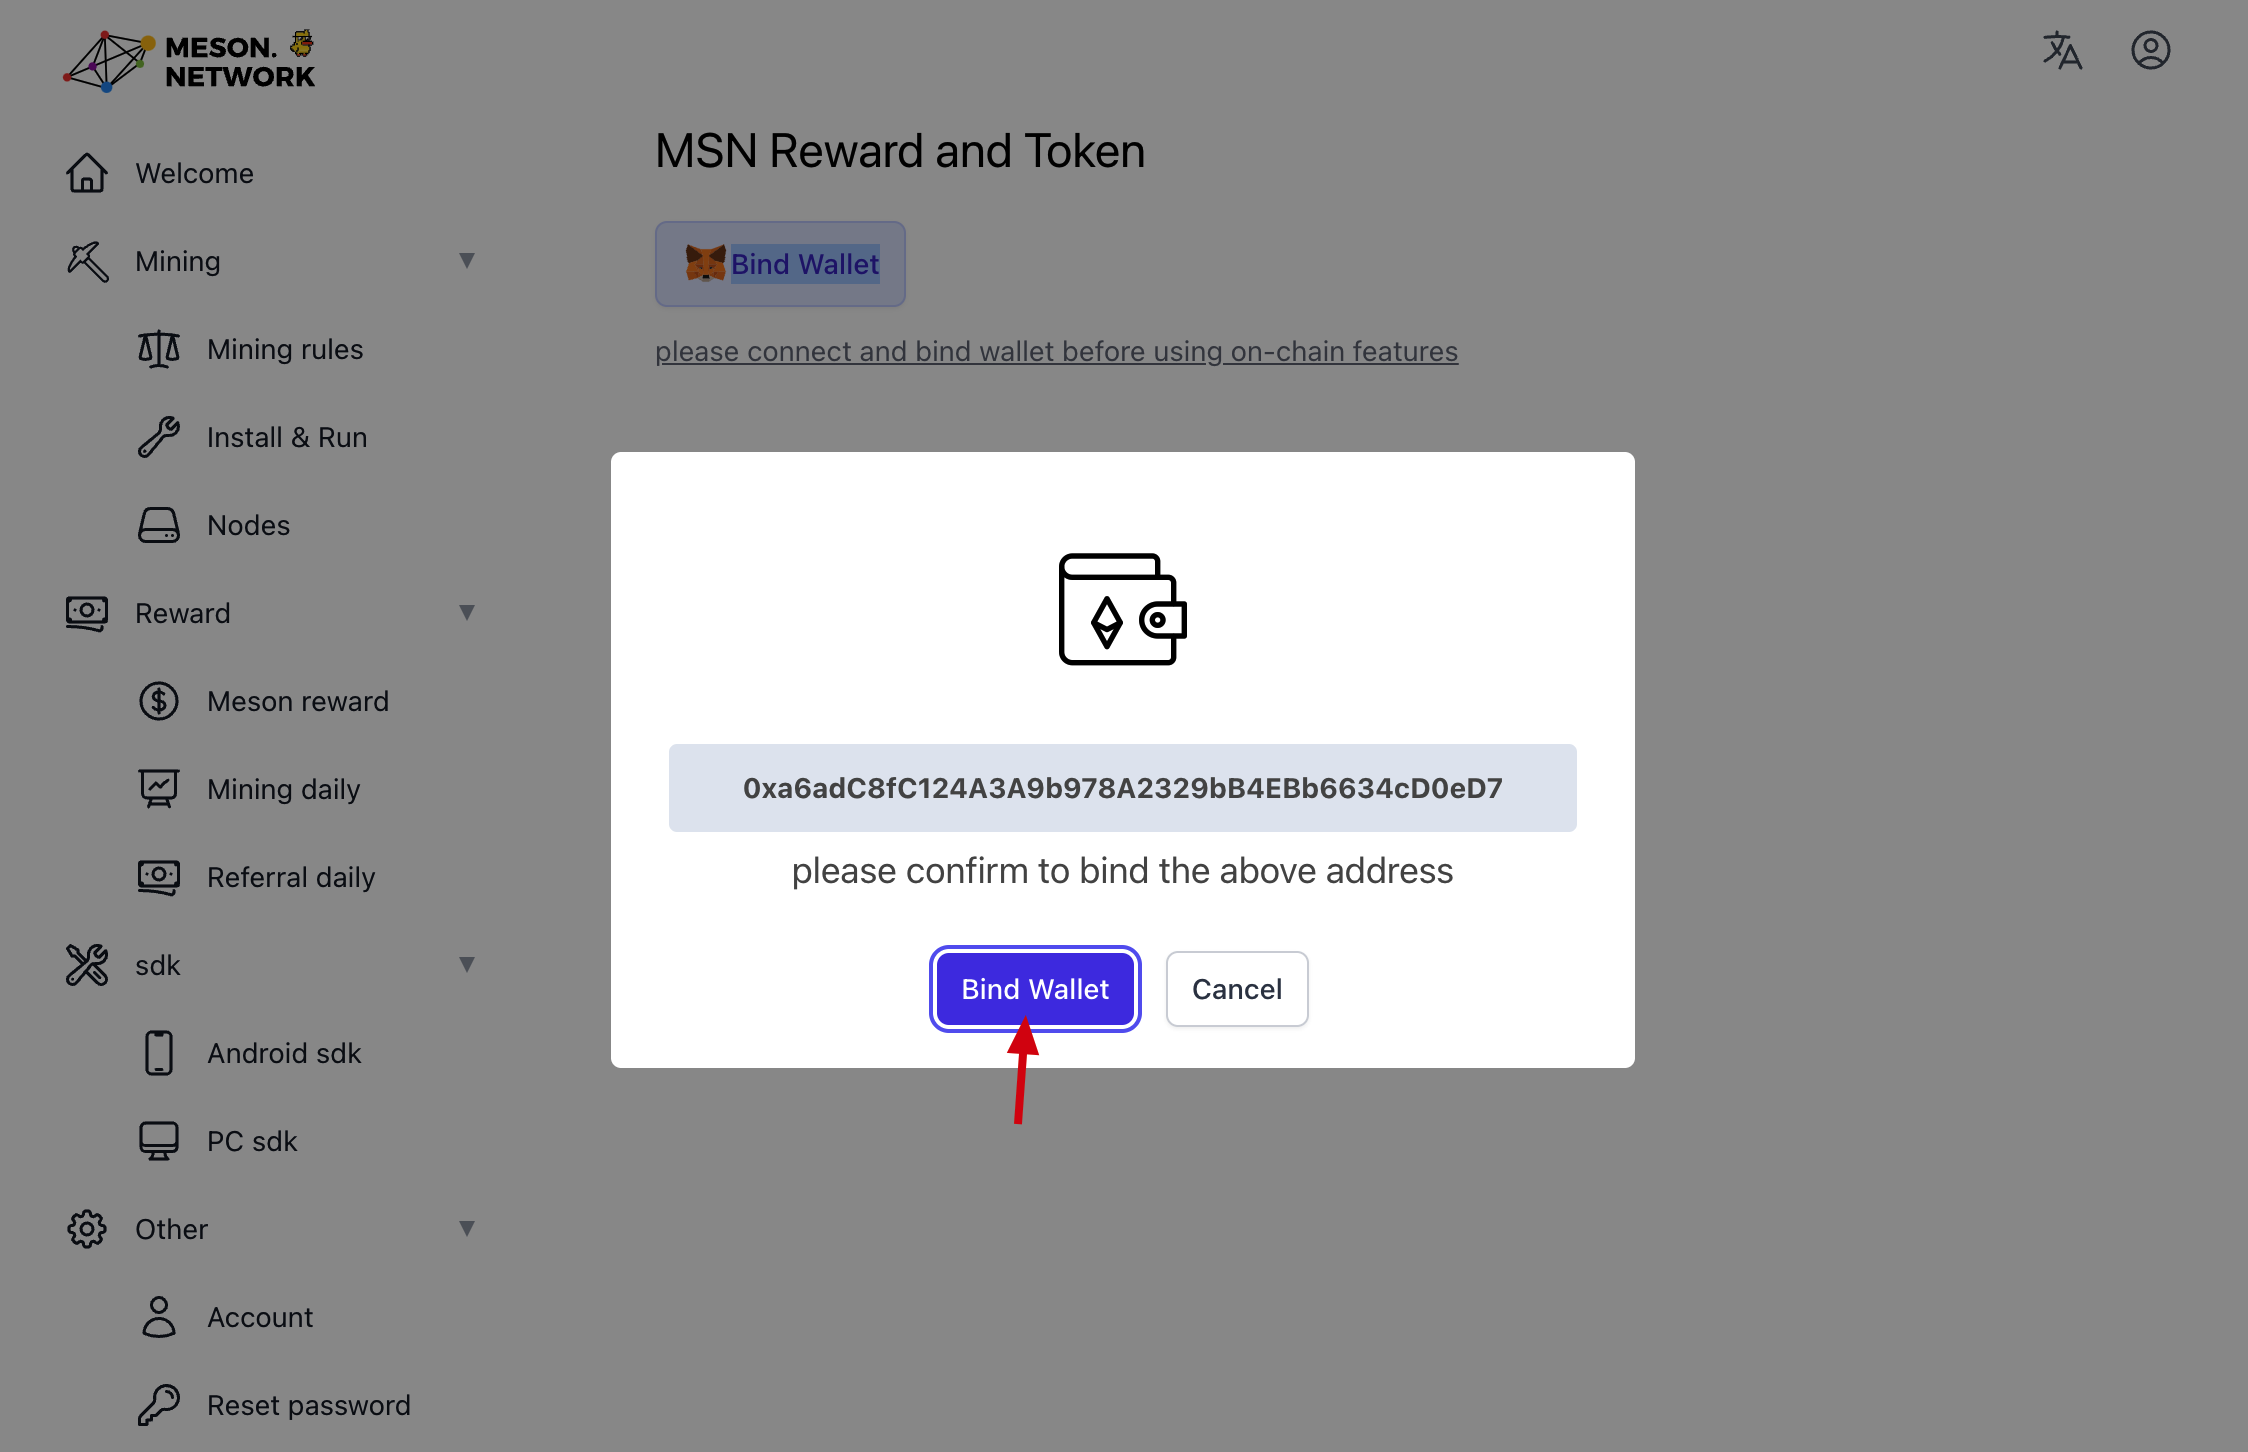 MESON.
NETWORK
Welcome
Mining
Mining rules
Install & Run
Nodes
Reward
Meson reward
Mining daily
Referral daily
sdk
Android sdk
PC sdk
Other
Account
Reset password
MSN Reward and Token
Bind Wallet
please connect and bind wallet before using on-chain features
0xa6adC8fC124A3A9b978A2329bB4EBb6634cD0eD7
please confirm to bind the above address
Bind Wallet
Cancel